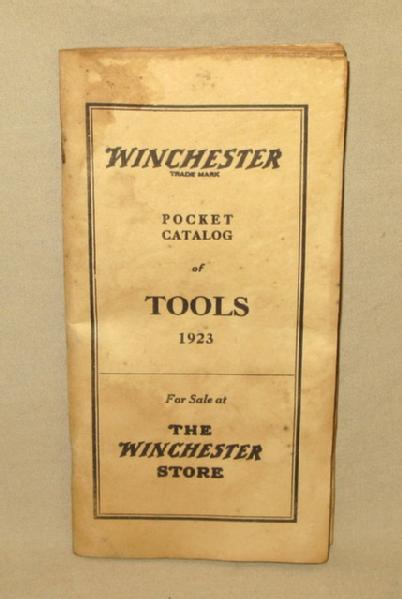 WINCHESTER
TRADE MARK
POCKET
CATALOG
of
TOOLS
1923
For Sale at
THE
WINCHESTER
STORE